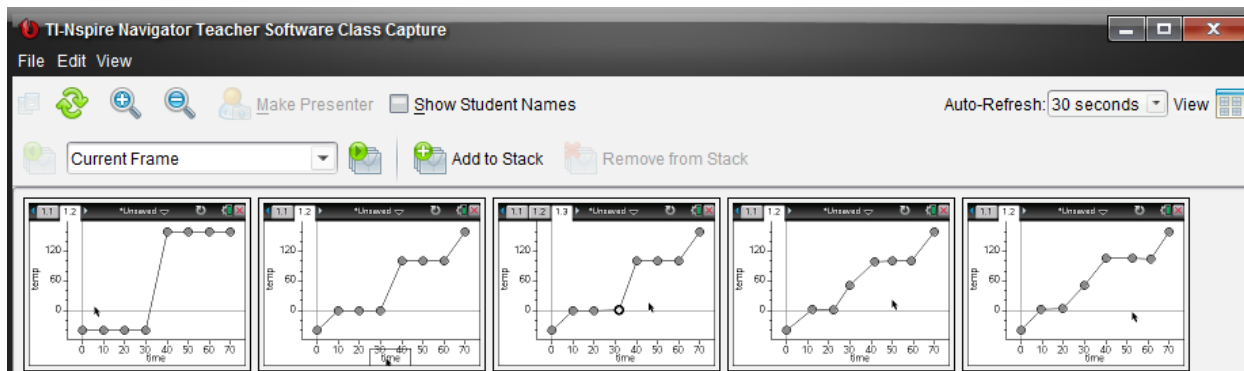 TI-Nspire Navigator Teacher Software Class Capture
File Edit View
Make Presenter Show Student Names Auto-Refresh: 30 seconds View
Current Frame Add to Stack Remove from Stack
1.1 1.2 *Unsaved
120
60
0
temp
0 10 20 30 40 50 60 70
time
1.1 1.2 *Unsaved
120
60
0
temp
0 10 20 30 40 50 60 70
time
1.1 1.2 1.3 *Unsaved
120
60
0
temp
0 10 20 30 40 50 60 70
time
1.1 1.2 *Unsaved
120
60
0
temp
0 10 20 30 40 50 60 70
time
1.1 1.2 *Unsaved
120
60
0
temp
0 10 20 30 40 50 60 70
time